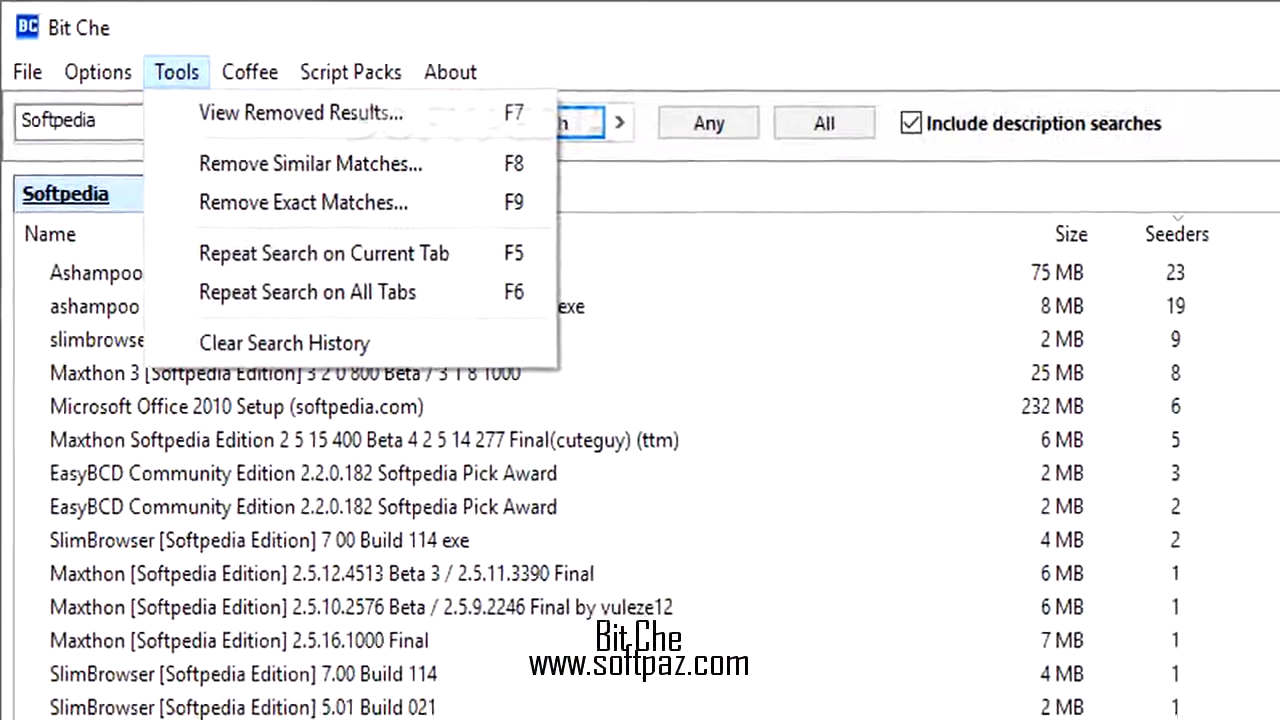 BC Bit Che
File Options Tools Coffee Script Packs About
View Removed Results... F7
Softpedia h > Any All Include description searches
Remove Similar Matches... F8
Softpedia
Remove Exact Matches... F9
Name Size Seeders
Repeat Search on Current Tab F5
Ashampoo 75 MB 23
Repeat Search on All Tabs F6
ashampoo exe 8 MB 19
slimbrowse 2 MB 9
Clear Search History
Maxthon 3 [Softpedia Edition] 3 2 0 800 Beta / 3 1 8 1000 25 MB 8
Microsoft Office 2010 Setup (softpedia.com) 232 MB 6
Maxthon Softpedia Edition 2 5 15 400 Beta 4 2 5 14 277 Final(cuteguy) (ttm) 6 MB 5
EasyBCD Community Edition 2.2.0.182 Softpedia Pick Award 2 MB 3
EasyBCD Community Edition 2.2.0.182 Softpedia Pick Award 2 MB 2
SlimBrowser [Softpedia Edition] 7 00 Build 114 exe 4 MB 2
Maxthon [Softpedia Edition] 2.5.12.4513 Beta 3 / 2.5.11.3390 Final 6 MB 1
Maxthon [Softpedia Edition] 2.5.10.2576 Beta / 2.5.9.2246 Final by vuleze12 6 MB 1
Maxthon [Softpedia Edition] 2.5.16.1000 Final 7 MB 1
Bit Che
www.softpaz.com
SlimBrowser [Softpedia Edition] 7.00 Build 114 4 MB 1
SlimBrowser [Softpedia Edition] 5.01 Build 021 2 MB 1